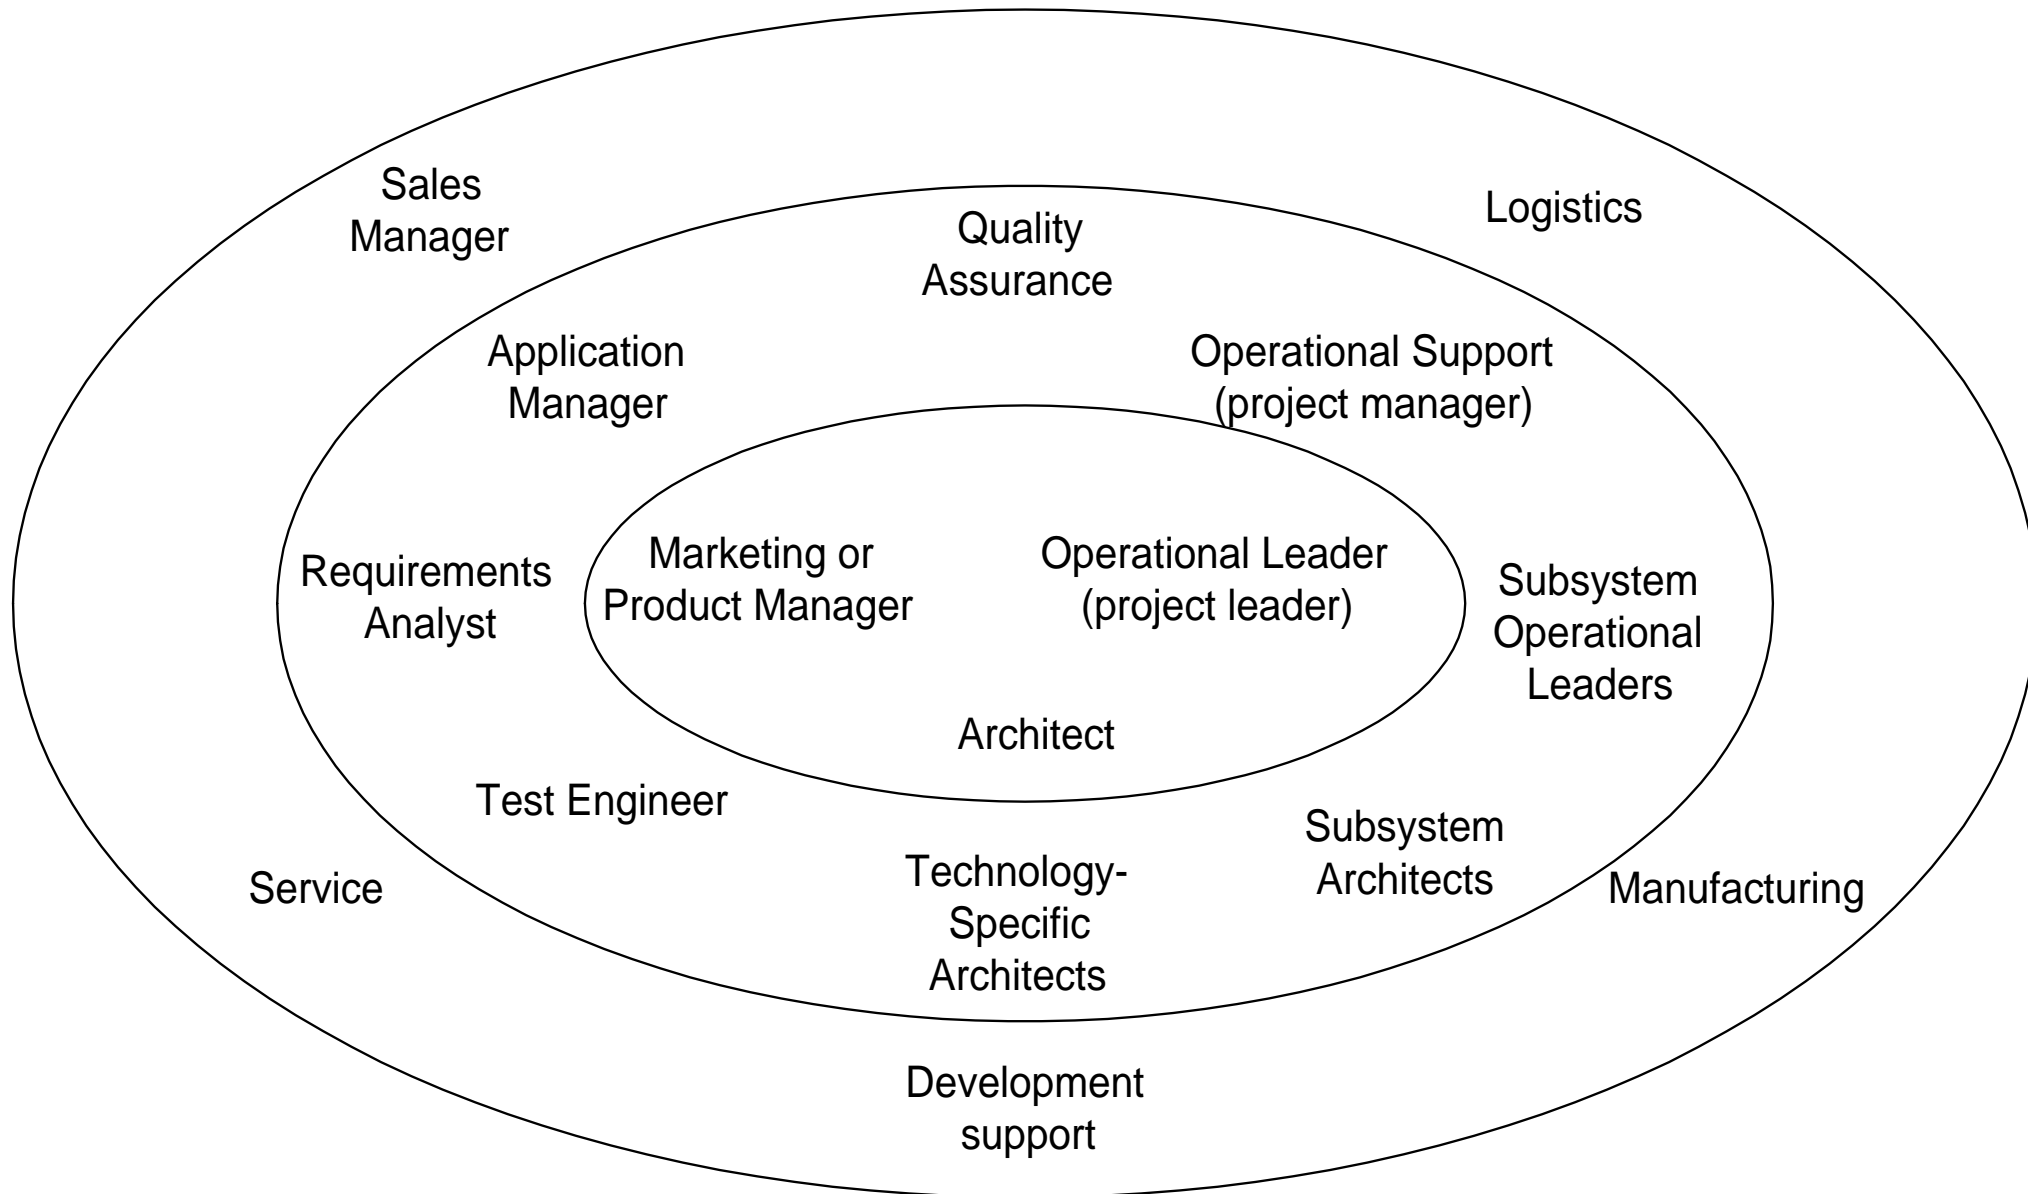 Sales
Manager
Logistics
Quality
Assurance
Application
Manager
Operational Support
(project manager)
Requirements
Analyst
Marketing or
Product Manager
Operational Leader
(project leader)
Subsystem
Operational
Leaders
Architect
Test Engineer
Subsystem
Architects
Technology-
Specific
Architects
Service
Manufacturing
Development
support